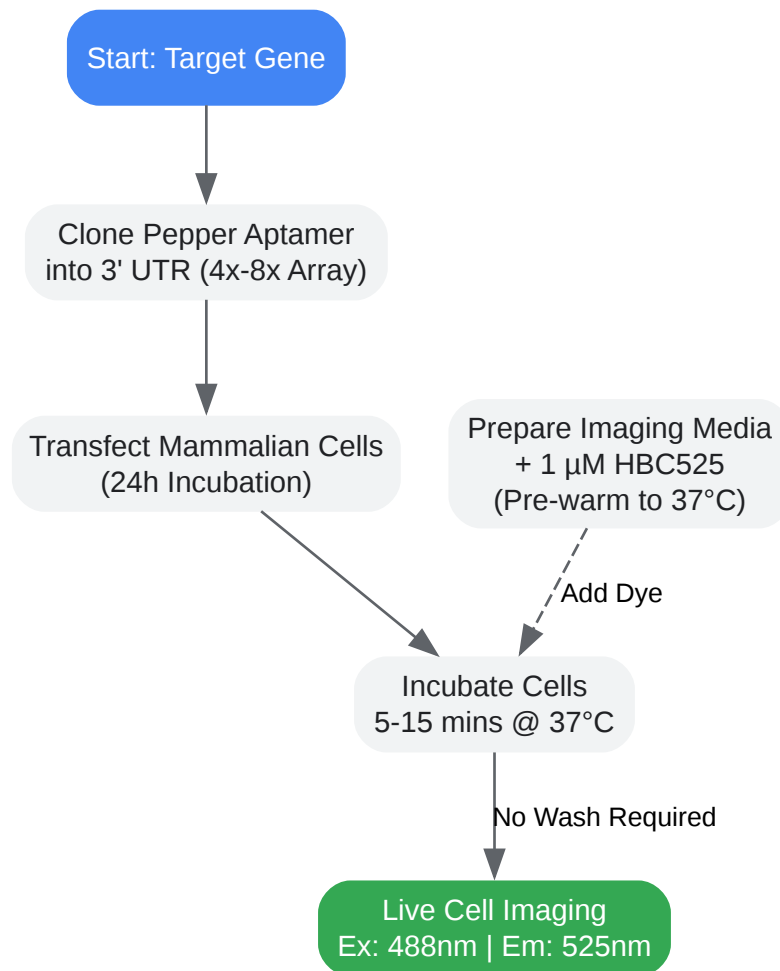 Start: Target Gene
Clone Pepper Aptamer
into 3' UTR (4x-8x Array)
Transfect Mammalian Cells
(24h Incubation)
Prepare Imaging Media
+ 1 µM HBC525
(Pre-warm to 37°C)
Add Dye
Incubate Cells
5-15 mins @ 37°C
No Wash Required
Live Cell Imaging
Ex: 488nm | Em: 525nm